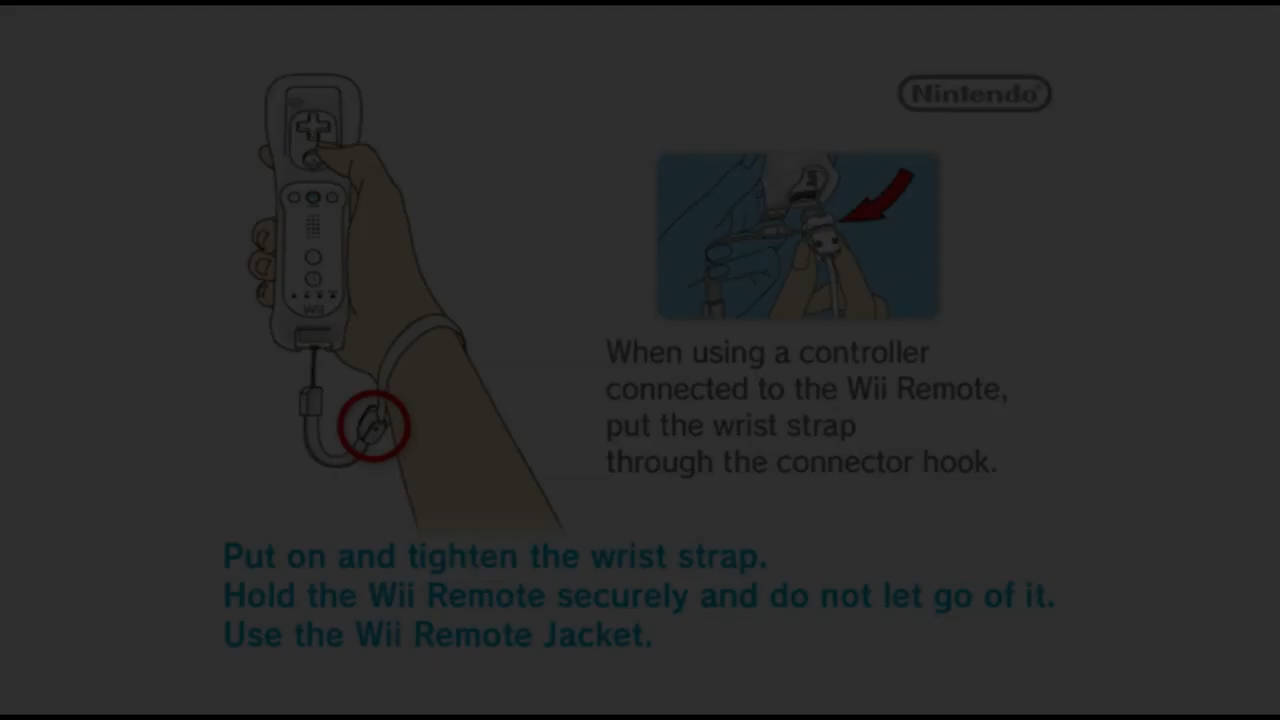 Nintendo®
Wii
When using a controller
connected to the Wii Remote,
put the wrist strap
through the connector hook.
Put on and tighten the wrist strap.
Hold the Wii Remote securely and do not let go of it.
Use the Wii Remote Jacket.